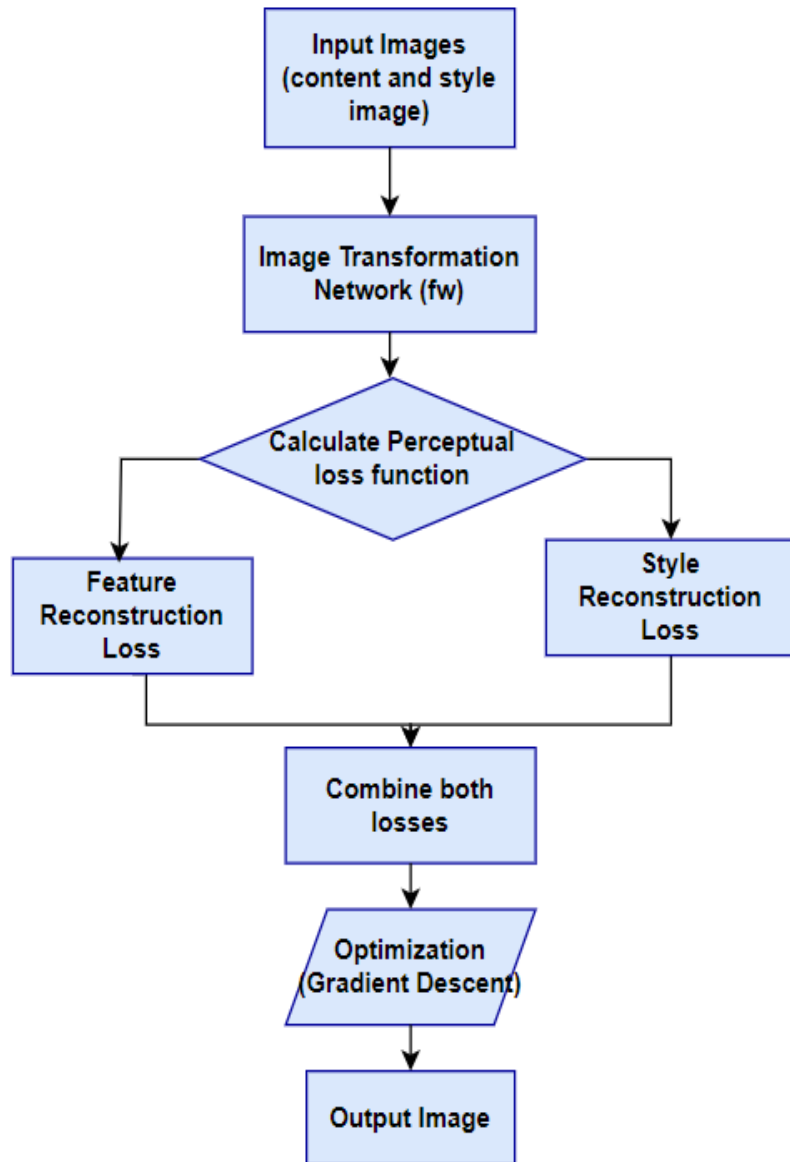 Input Images
(content and style
image)
Image Transformation
Network (fw)
Calculate Perceptual
loss function
Feature
Reconstruction
Loss
Style
Reconstruction
Loss
Combine both
losses
Optimization
(Gradient Descent)
Output Image